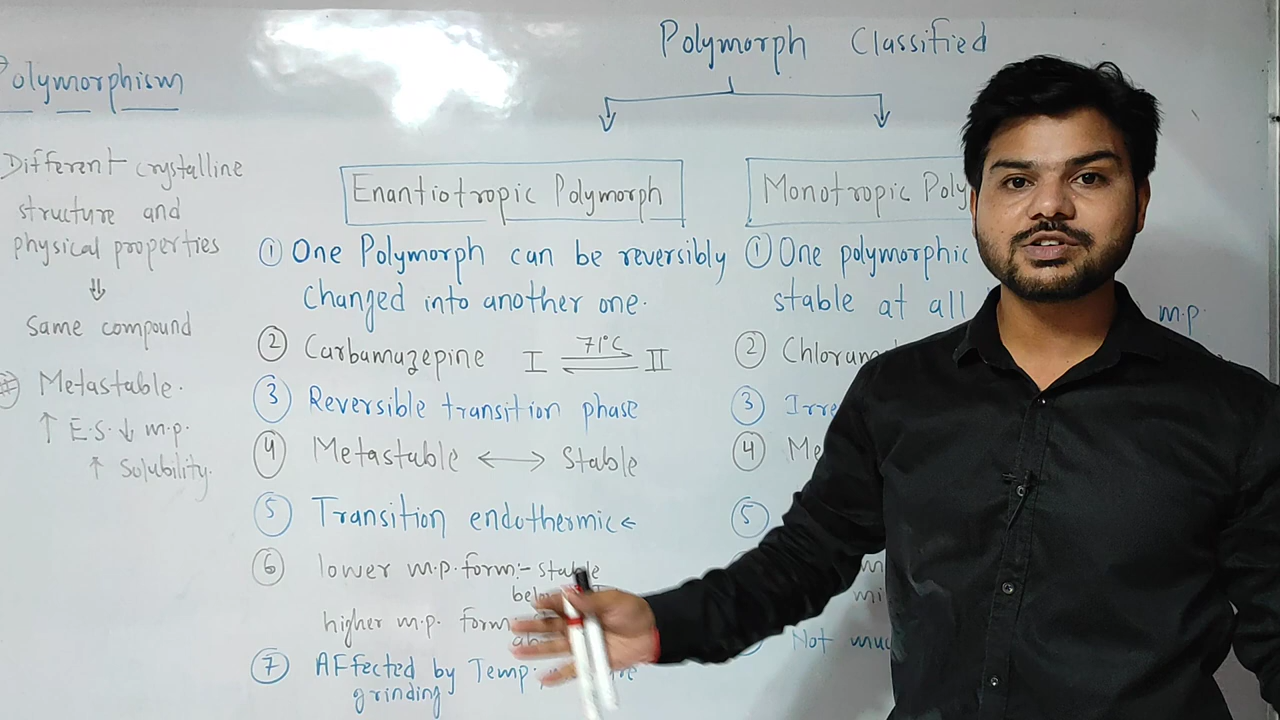 Polymorph Classified
Polymorphism
Different crystalline
structure and
physical properties
⇓
same compound
# Metastable.
↑ E.S. ↓ m.p.
↑ Solubility.
Enantiotropic Polymorph
① One Polymorph can be reversibly
changed into another one.
② Carbamazepine I ⇌ II 71°C
③ Reversible transition phase
④ Metastable ⟷ Stable
⑤ Transition endothermic <
⑥ lower m.p. form:- stable
higher m.p. form
⑦ Affected by Temp.
grinding
Monotropic Poly
① One polymorphic
stable at all m.p.
② Chloram
③ Irre
④ Me
⑤
Not muc